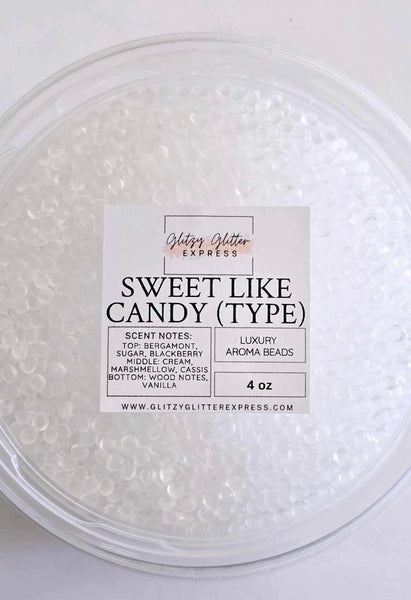 Glitzy Glitter
EXPRESS
SWEET LIKE
CANDY (TYPE)
SCENT NOTES:
TOP: BERGAMONT,
SUGAR, BLACKBERRY
MIDDLE: CREAM,
MARSHMELLOW, CASSIS
BOTTOM: WOOD NOTES,
VANILLA
LUXURY
AROMA BEADS
4 oz
WWW.GLITZYGLITTEREXPRESS.COM